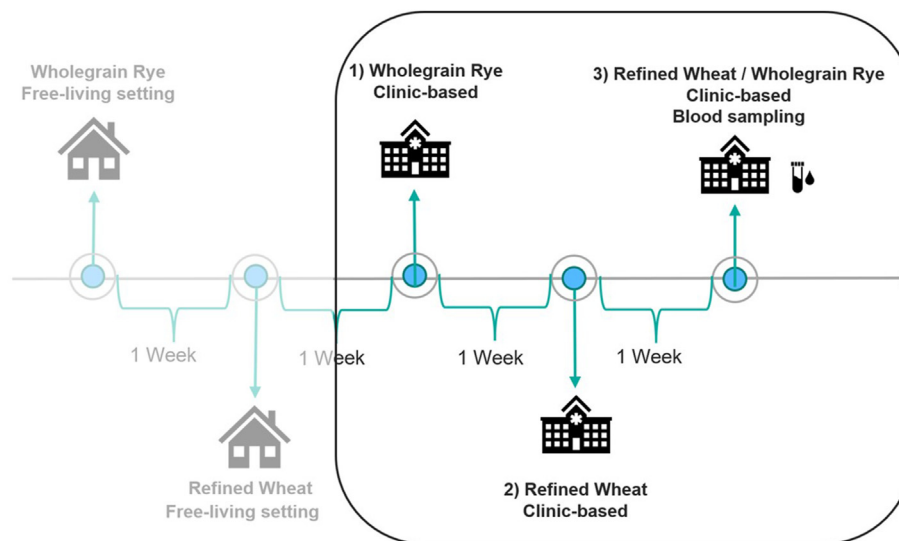 Wholegrain Rye
Free-living setting
1) Wholegrain Rye
Clinic-based
3) Refined Wheat / Wholegrain Rye
Clinic-based
Blood sampling
1 Week
1 Week
1 Week
1 Week
Refined Wheat
Free-living setting
2) Refined Wheat
Clinic-based